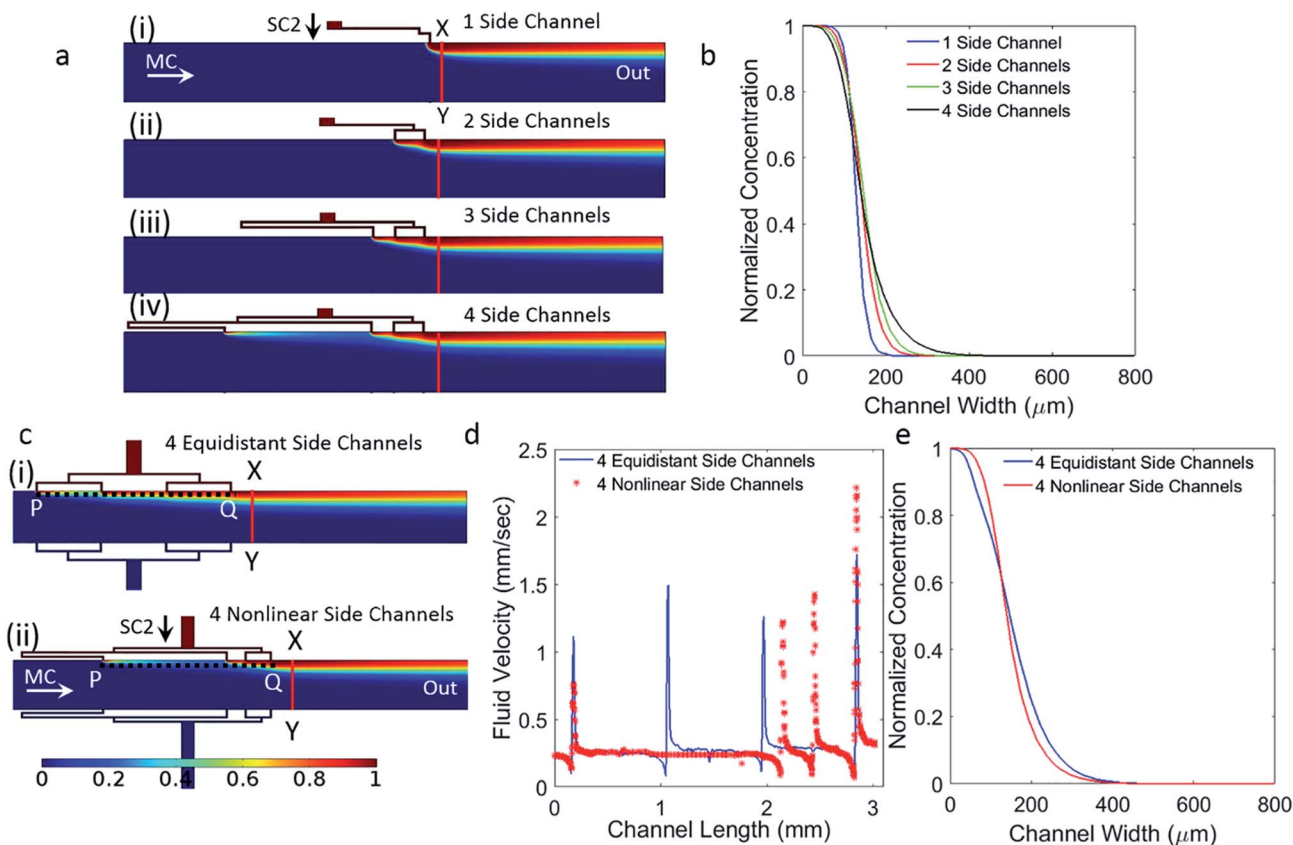 a
(i)
SC2
X
1 Side Channel
MC
Out
Y
(ii)
2 Side Channels
(iii)
3 Side Channels
(iv)
4 Side Channels
b
Normalized Concentration
1
0.8
0.6
0.4
0.2
0
0 200 400 600 800
Channel Width (μm)
1 Side Channel
2 Side Channels
3 Side Channels
4 Side Channels
c
4 Equidistant Side Channels
(i)
X
P
Q
Y
4 Nonlinear Side Channels
(ii)
SC2
X
MC
P
Q
Out
Y
0 0.2 0.4 0.6 0.8 1
d
Fluid Velocity (mm/sec)
2.5
2
1.5
1
0.5
0
0 1 2 3
Channel Length (mm)
4 Equidistant Side Channels
4 Nonlinear Side Channels
e
Normalized Concentration
1
0.8
0.6
0.4
0.2
0
0 200 400 600 800
Channel Width (μm)
4 Equidistant Side Channels
4 Nonlinear Side Channels